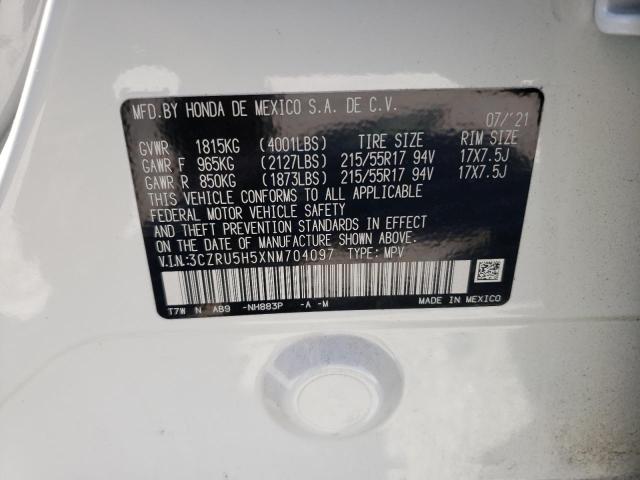 MFD.BY HONDA DE MEXICO S.A. DE C.V.
07/'21
GVWR 1815KG (4001LBS) TIRE SIZE RIM SIZE
GAWR F 965KG (2127LBS) 215/55R17 94V 17X7.5J
GAWR R 850KG (1873LBS) 215/55R17 94V 17X7.5J
THIS VEHICLE CONFORMS TO ALL APPLICABLE
FEDERAL MOTOR VEHICLE SAFETY
AND THEFT PREVENTION STANDARDS IN EFFECT
ON THE DATE OF MANUFACTURE SHOWN ABOVE.
V.I.N:3CZRU5H5XNM704097 TYPE: MPV
T7W N AB9 -NH883P -A -M MADE IN MEXICO